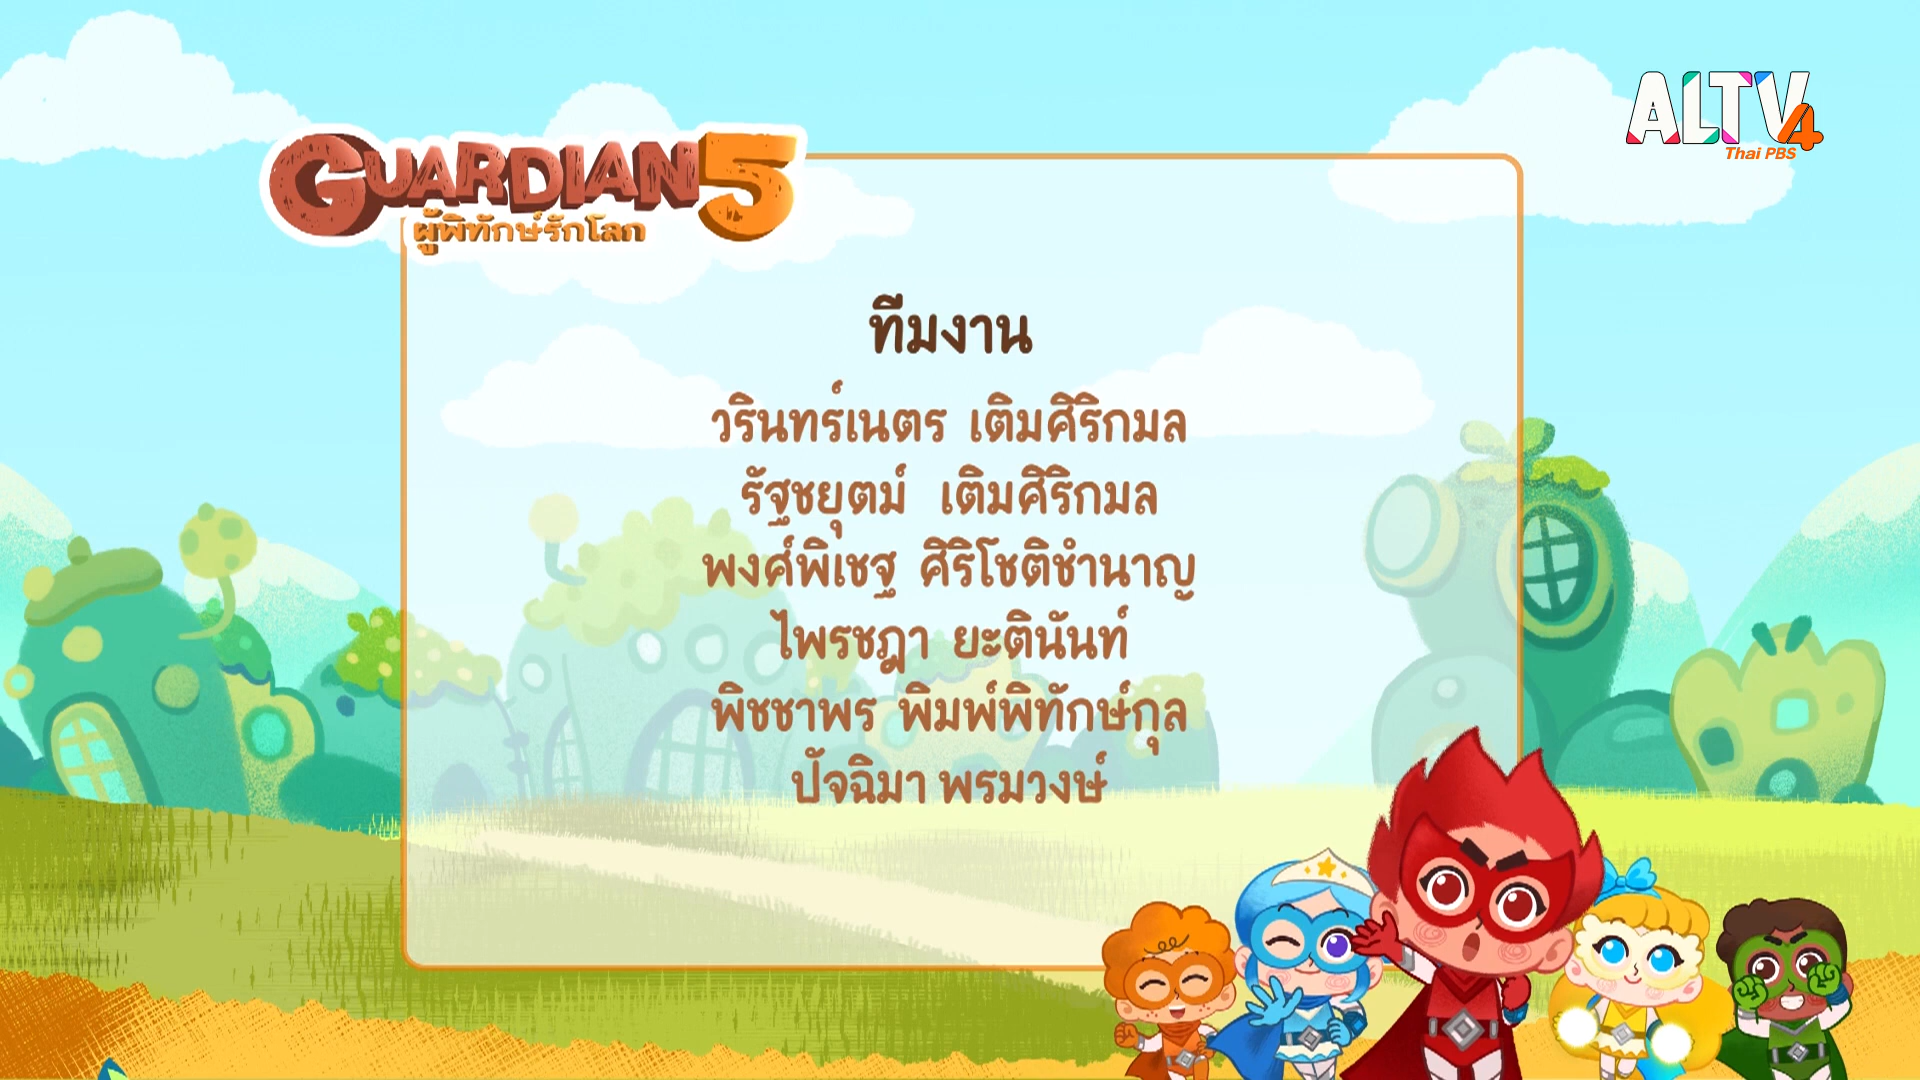 GUARDIAN 5
ผู้พิทักษ์รักโลก
ALTV4
Thai PBS
ทีมงาน
วรินทร์เนตร เติมศิริกมล
รัฐชยุตม์ เติมศิริกมล
พงศ์พิเชฐ ศิริโชติชำนาญ
ไพรชฎา ยะตินันท์
พิชชาพร พิมพ์พิทักษ์กุล
ปัจฉิมา พรมวงษ์